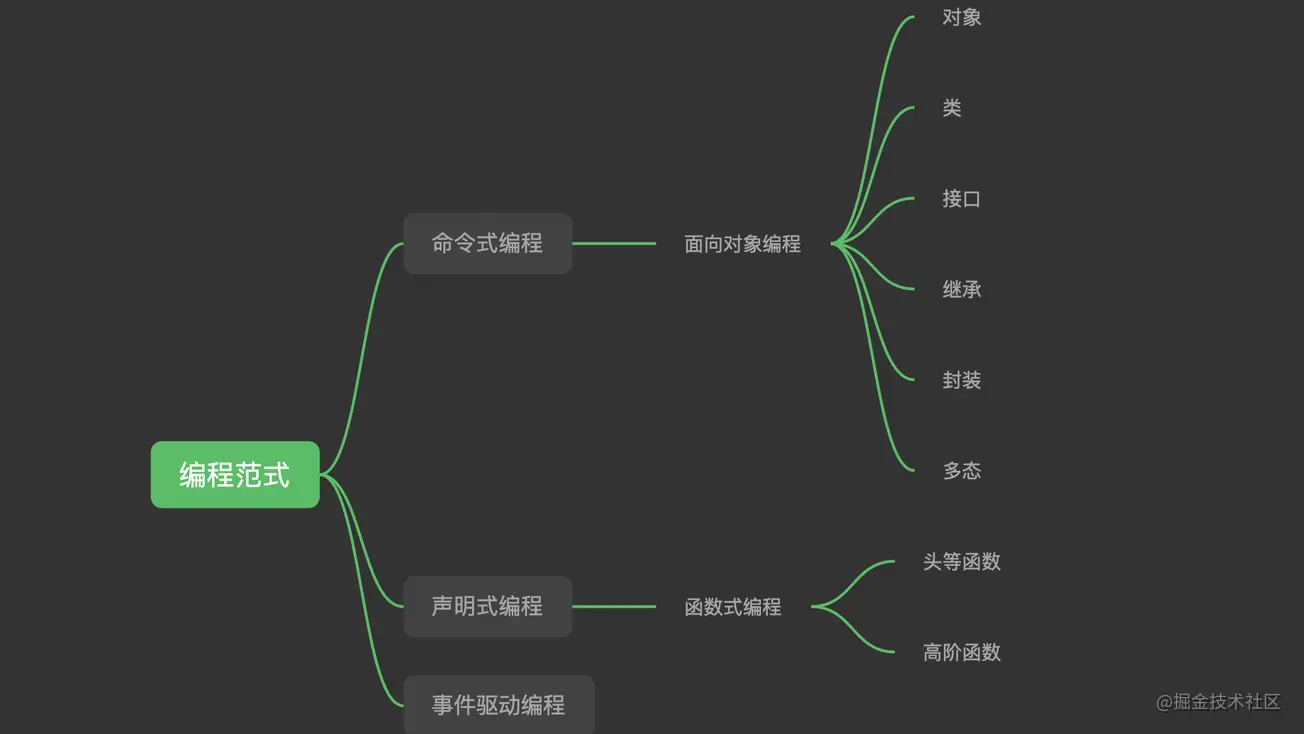 编程范式
命令式编程
面向对象编程
对象
类
接口
继承
封装
多态
声明式编程
函数式编程
头等函数
高阶函数
事件驱动编程
@掘金技术社区